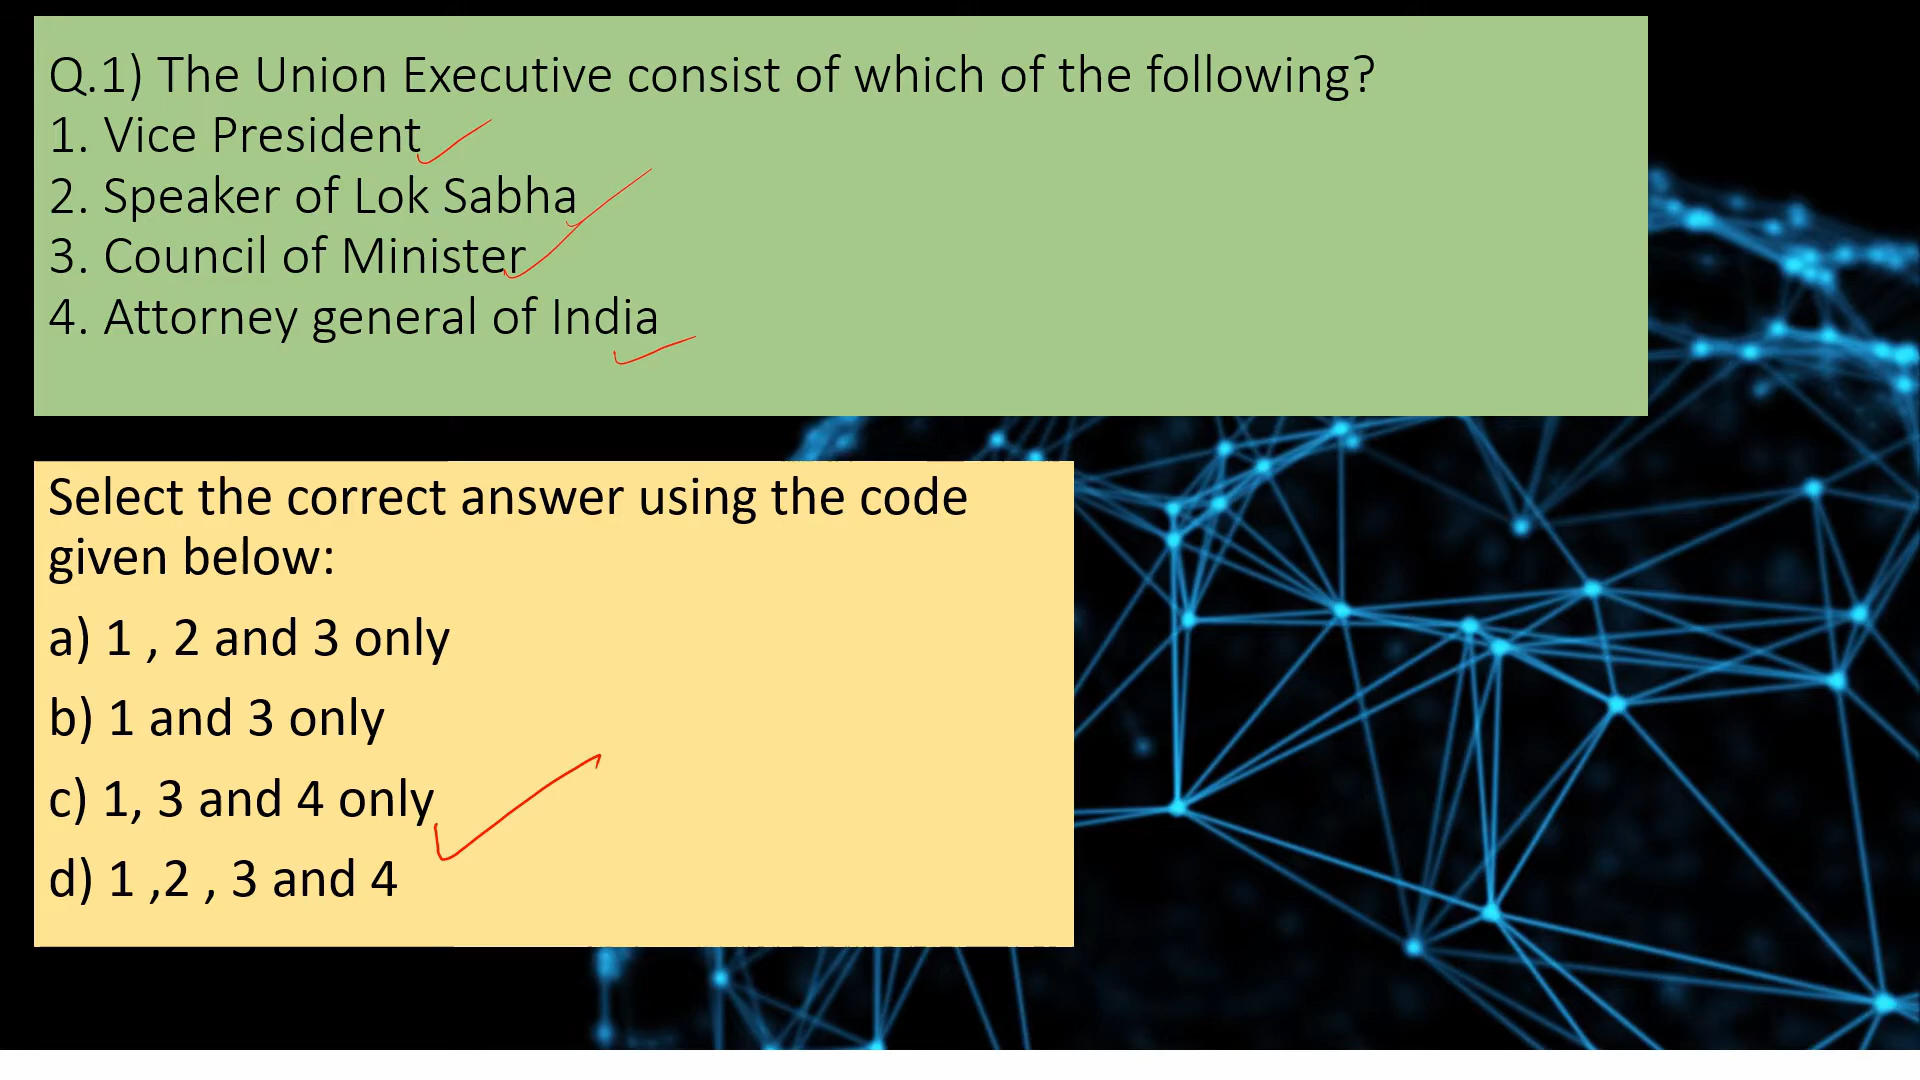 Q.1) The Union Executive consist of which of the following?
1. Vice President
2. Speaker of Lok Sabha
3. Council of Minister
4. Attorney general of India
Select the correct answer using the code
given below:
a) 1 , 2 and 3 only
b) 1 and 3 only
c) 1, 3 and 4 only
d) 1 ,2 , 3 and 4